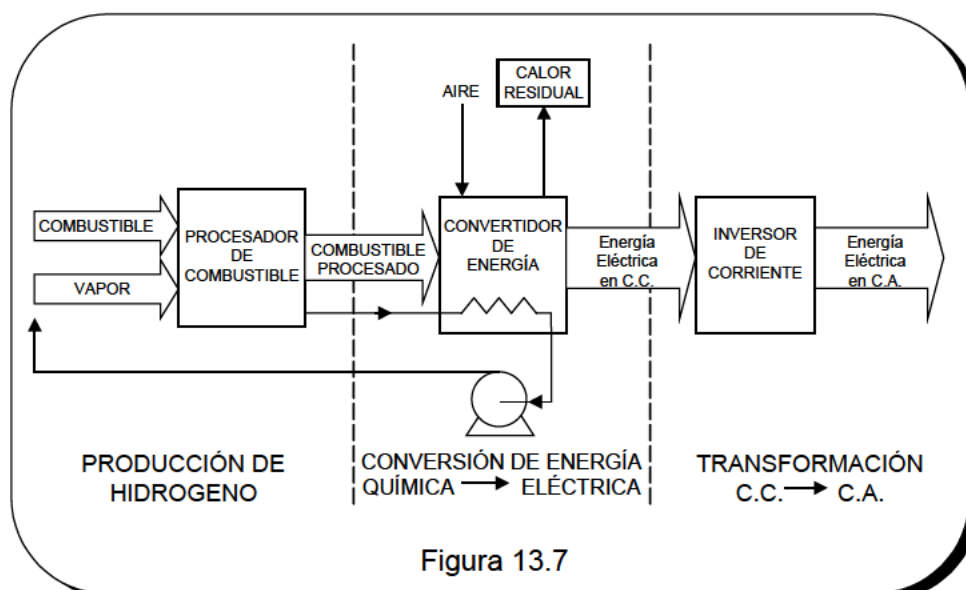 CALOR
RESIDUAL
AIRE
COMBUSTIBLE
VAPOR
PROCESADOR
DE
COMBUSTIBLE
COMBUSTIBLE
PROCESADO
CONVERTIDOR
DE
ENERGÍA
Energía
Eléctrica
en C.C.
INVERSOR
DE
CORRIENTE
Energía
Eléctrica
en C.A.
PRODUCCIÓN DE
HIDROGENO
CONVERSIÓN DE ENERGÍA
QUÍMICA ELÉCTRICA
TRANSFORMACIÓN
C.C. C.A.
Figura 13.7